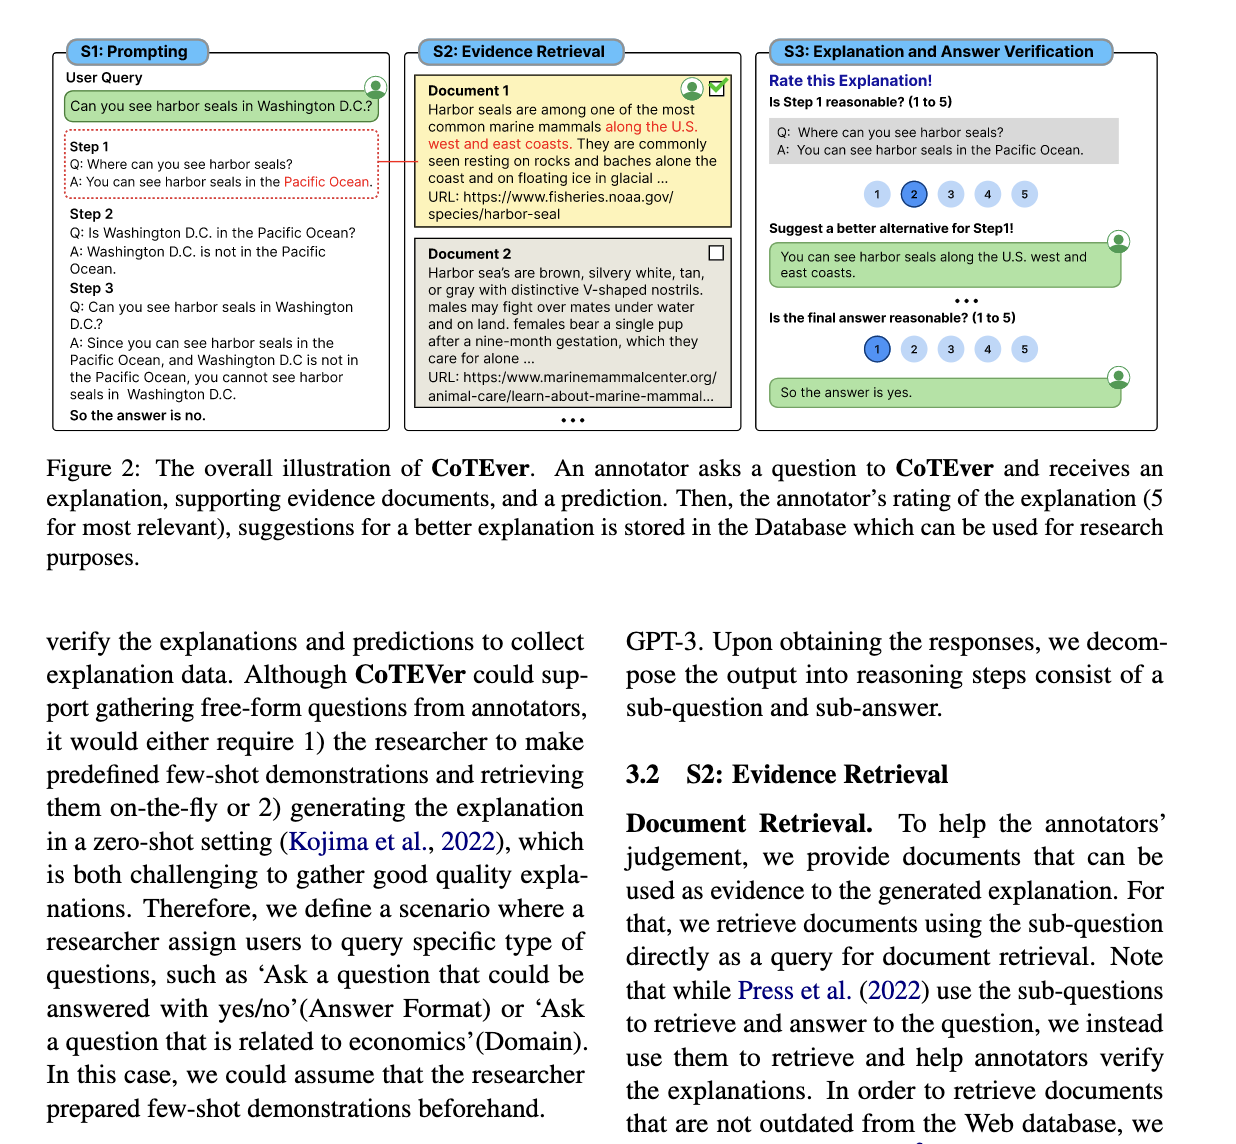 S1: Prompting
User Query
Can you see harbor seals in Washington D.C.?
Step 1
Q: Where can you see harbor seals?
A: You can see harbor seals in the Pacific Ocean.
Step 2
Q: Is Washington D.C. in the Pacific Ocean?
A: Washington D.C. is not in the Pacific
Ocean.
Step 3
Q: Can you see harbor seals in Washington
D.C.?
A: Since you can see harbor seals in the
Pacific Ocean, and Washington D.C is not in
the Pacific Ocean, you cannot see harbor
seals in Washington D.C.
So the answer is no.
S2: Evidence Retrieval
Document 1
Harbor seals are among one of the most
common marine mammals along the U.S.
west and east coasts. They are commonly
seen resting on rocks and baches alone the
coast and on floating ice in glacial ...
URL: https://www.fisheries.noaa.gov/
species/harbor-seal
Document 2
Harbor sea's are brown, silvery white, tan,
or gray with distinctive V-shaped nostrils.
males may fight over mates under water
and on land. females bear a single pup
after a nine-month gestation, which they
care for alone ...
URL: https:/www.marinemammalcenter.org/
animal-care/learn-about-marine-mammal...
...
S3: Explanation and Answer Verification
Rate this Explanation!
Is Step 1 reasonable? (1 to 5)
Q: Where can you see harbor seals?
A: You can see harbor seals in the Pacific Ocean.
1 2 3 4 5
Suggest a better alternative for Step1!
You can see harbor seals along the U.S. west and
east coasts.
...
Is the final answer reasonable? (1 to 5)
1 2 3 4 5
So the answer is yes.
Figure 2: The overall illustration of CoTEver. An annotator asks a question to CoTEver and receives an
explanation, supporting evidence documents, and a prediction. Then, the annotator's rating of the explanation (5
for most relevant), suggestions for a better explanation is stored in the Database which can be used for research
purposes.
verify the explanations and predictions to collect
explanation data. Although CoTEVer could sup-
port gathering free-form questions from annotators,
it would either require 1) the researcher to make
predefined few-shot demonstrations and retrieving
them on-the-fly or 2) generating the explanation
in a zero-shot setting (Kojima et al., 2022), which
is both challenging to gather good quality expla-
nations. Therefore, we define a scenario where a
researcher assign users to query specific type of
questions, such as ‘Ask a question that could be
answered with yes/no’(Answer Format) or ‘Ask
a question that is related to economics’(Domain).
In this case, we could assume that the researcher
prepared few-shot demonstrations beforehand.
GPT-3. Upon obtaining the responses, we decom-
pose the output into reasoning steps consist of a
sub-question and sub-answer.
3.2 S2: Evidence Retrieval
Document Retrieval. To help the annotators’
judgement, we provide documents that can be
used as evidence to the generated explanation. For
that, we retrieve documents using the sub-question
directly as a query for document retrieval. Note
that while Press et al. (2022) use the sub-questions
to retrieve and answer to the question, we instead
use them to retrieve and help annotators verify
the explanations. In order to retrieve documents
that are not outdated from the Web database, we